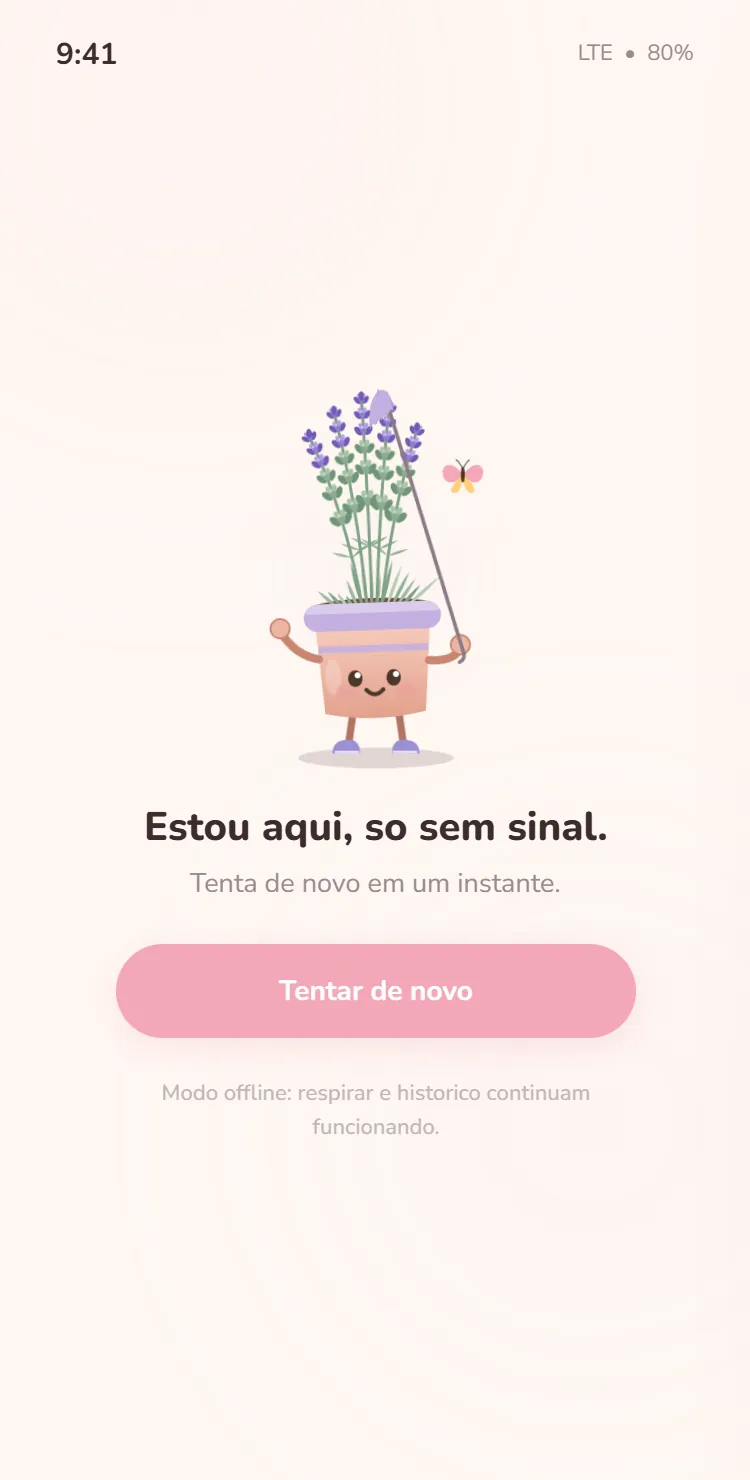 9:41
LTE • 80%
Estou aqui, so sem sinal.
Tenta de novo em um instante.
Tentar de novo
Modo offline: respirar e historico continuam
funcionando.